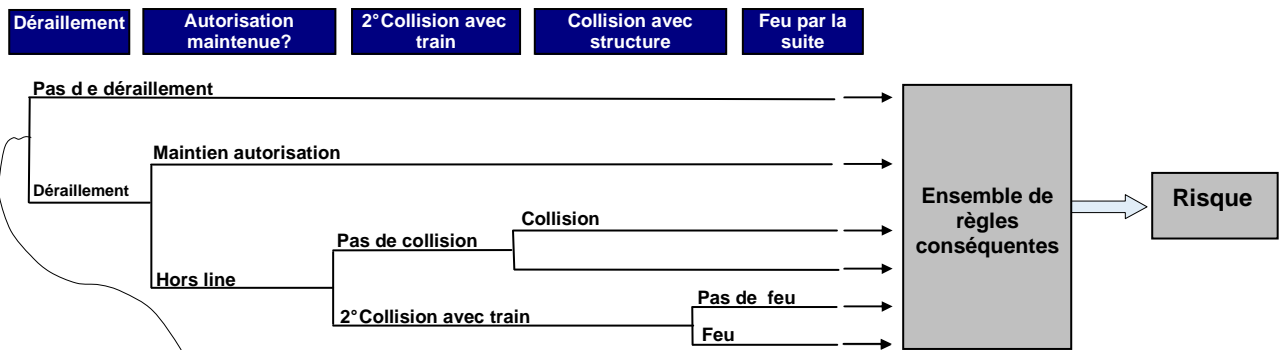 Déraillement
Autorisation
maintenue?
2°Collision avec
train
Collision avec
structure
Feu par la
suite
Pas d e déraillement
Maintien autorisation
Déraillement
Collision
Pas de collision
Hors line
Pas de feu
2°Collision avec train
Feu
Ensemble de
règles
conséquentes
Risque